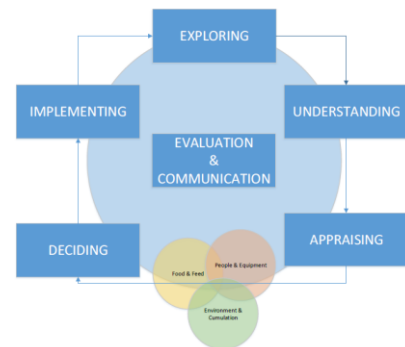 EXPLORING
IMPLEMENTING
UNDERSTANDING
EVALUATION
&
COMMUNICATION
DECIDING
APPRAISING
Food & Feed
People & Equipment
Environment &
Cumulation